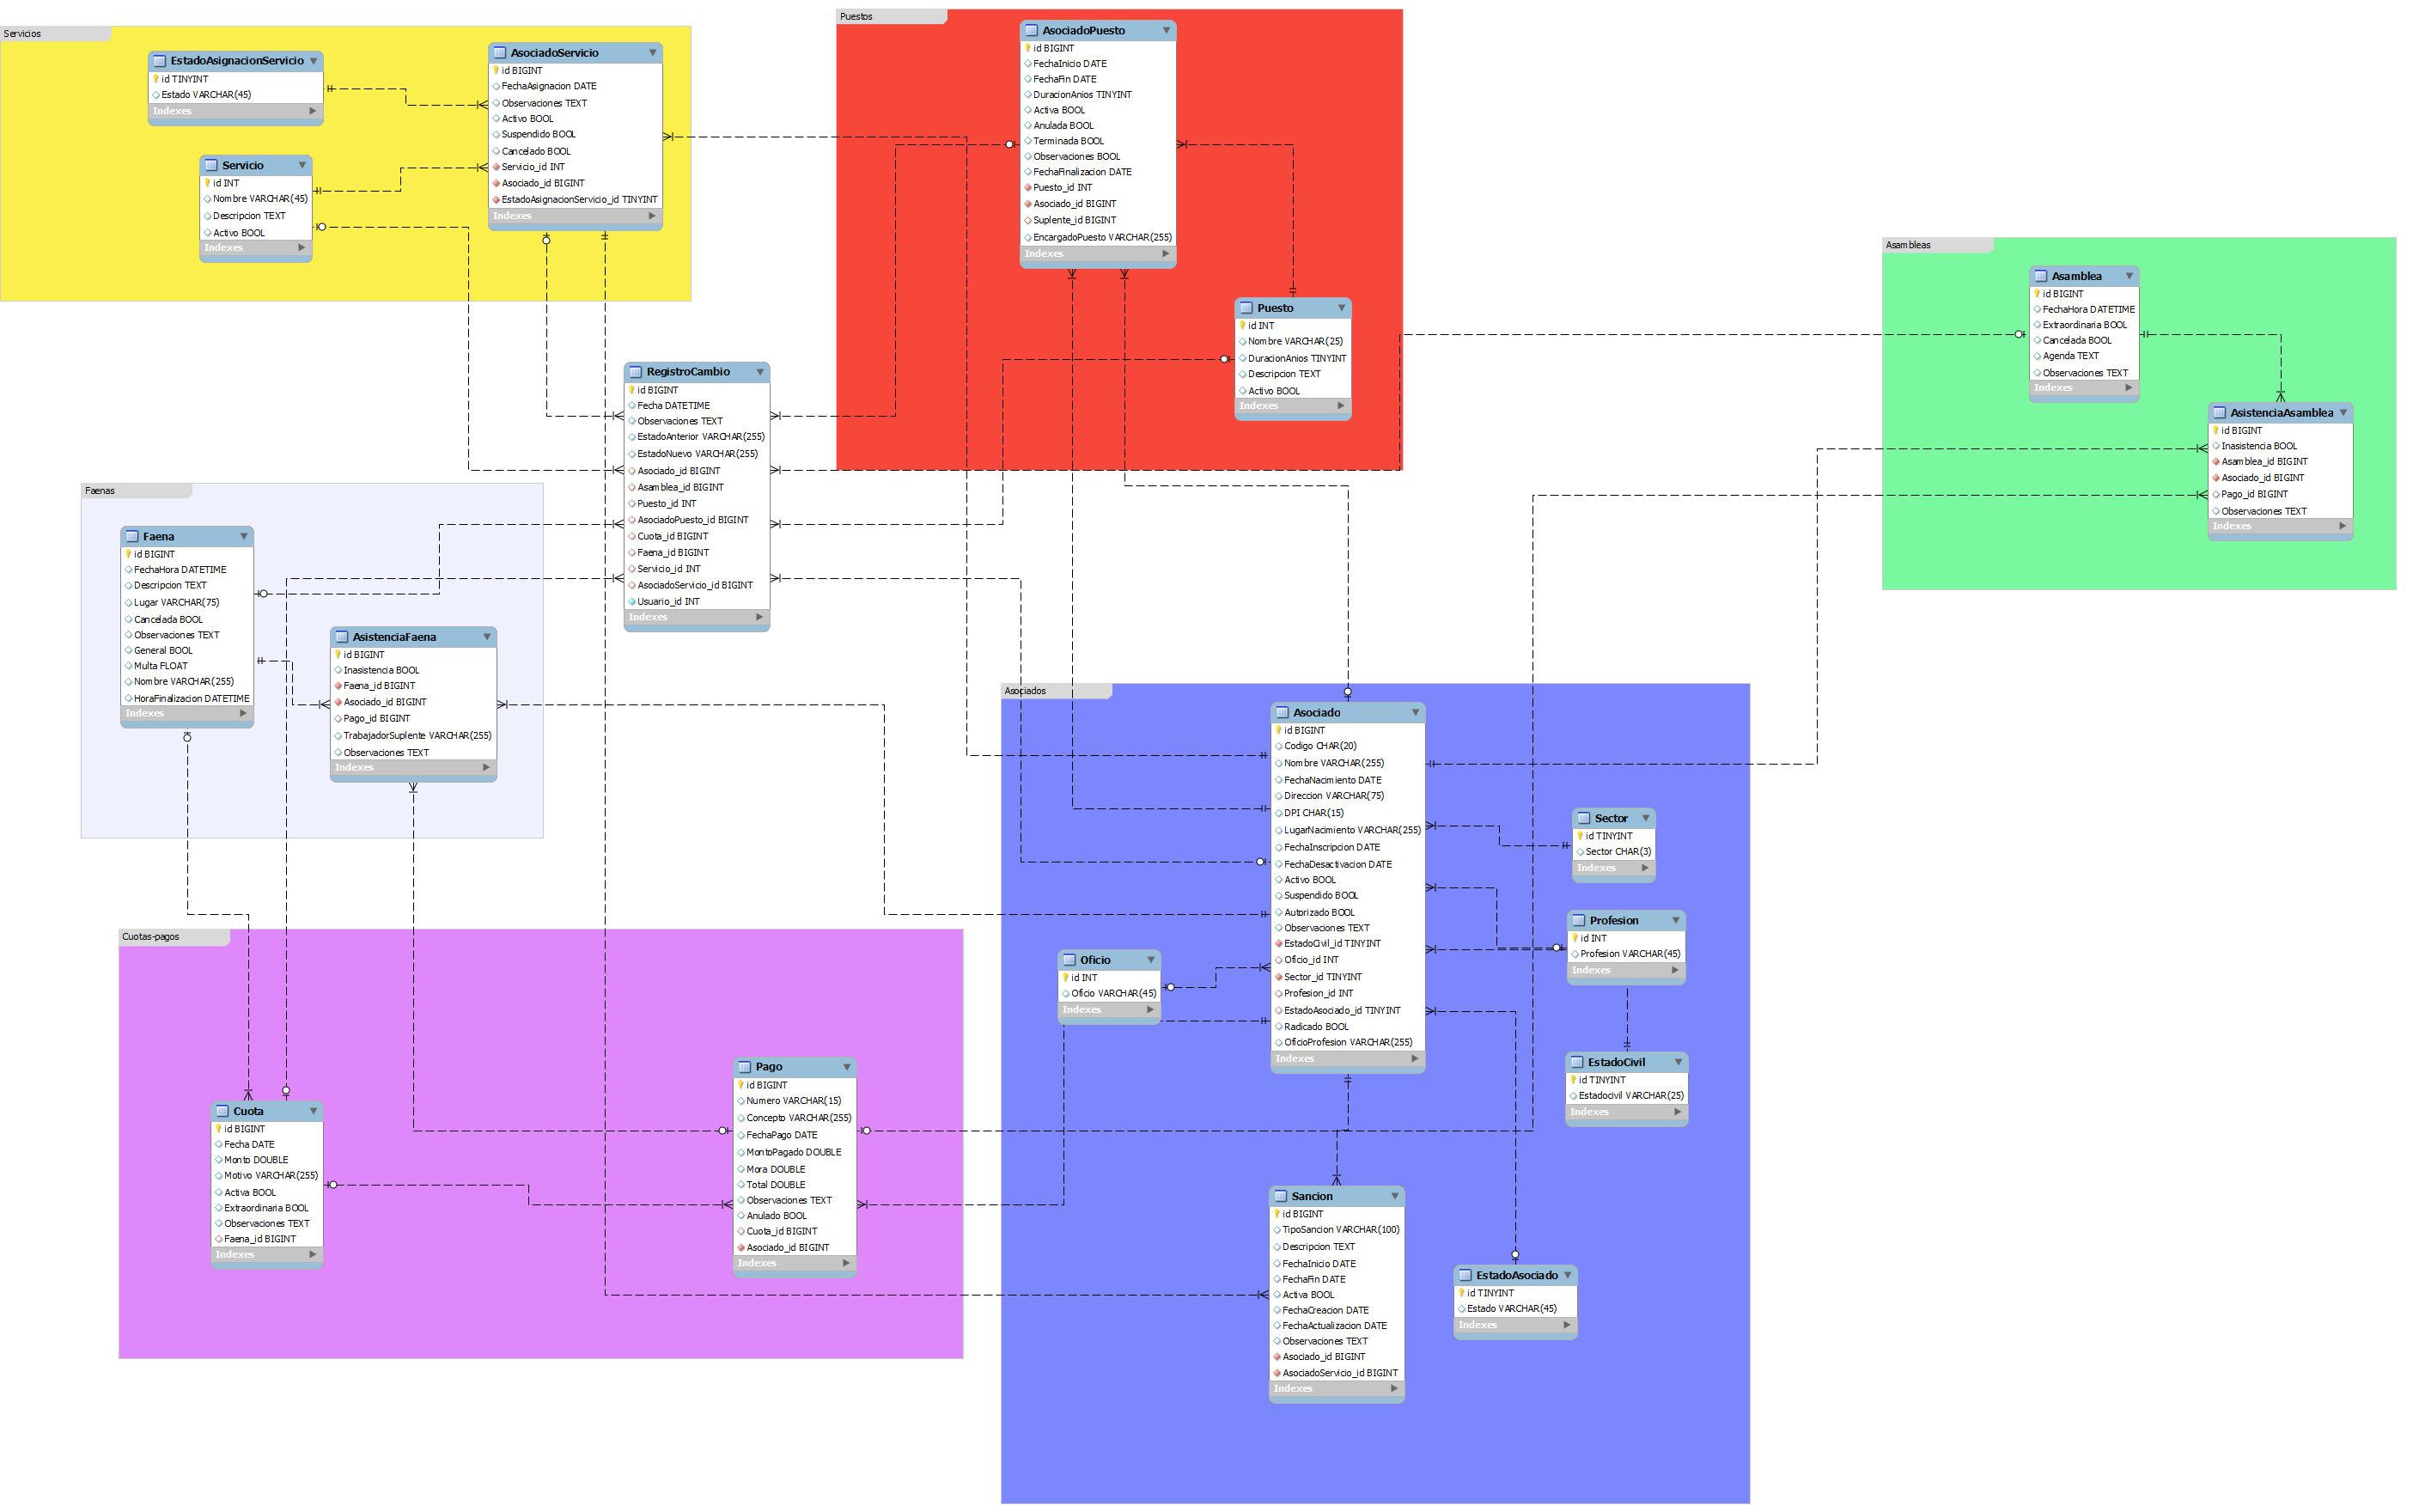 Servicios
EstadoAsignacionServicio
id TINYINT
Estado VARCHAR(45)
Indexes
Servicio
id INT
Nombre VARCHAR(45)
Descripcion TEXT
Activo BOOL
Indexes
AsociadoServicio
id BIGINT
FechaAsignacion DATE
Observaciones TEXT
Activo BOOL
Suspendido BOOL
Cancelado BOOL
Servicio_id INT
Asociado_id BIGINT
EstadoAsignacionServicio_id TINYINT
Indexes
Puestos
AsociadoPuesto
id BIGINT
FechaInicio DATE
FechaFin DATE
DuracionAnios TINYINT
Activa BOOL
Anulada BOOL
Terminada BOOL
Observaciones BOOL
FechaFinalizacion DATE
Puesto_id INT
Asociado_id BIGINT
Suplente_id BIGINT
EncargadoPuesto VARCHAR(255)
Indexes
Puesto
id INT
Nombre VARCHAR(25)
DuracionAnios TINYINT
Descripcion TEXT
Activo BOOL
Indexes
Asambleas
Asamblea
id BIGINT
FechaHora DATETIME
Extraordinaria BOOL
Cancelada BOOL
Agenda TEXT
Observaciones TEXT
Indexes
AsistenciaAsamblea
id BIGINT
Inasistencia BOOL
Asamblea_id BIGINT
Asociado_id BIGINT
Pago_id BIGINT
Observaciones TEXT
Indexes
RegistroCambio
id BIGINT
Fecha DATETIME
Observaciones TEXT
EstadoAnterior VARCHAR(255)
EstadoNuevo VARCHAR(255)
Asociado_id BIGINT
Asamblea_id BIGINT
Puesto_id INT
AsociadoPuesto_id BIGINT
Cuota_id BIGINT
Faena_id BIGINT
Servicio_id INT
AsociadoServicio_id BIGINT
Usuario_id INT
Indexes
Faenas
Faena
id BIGINT
FechaHora DATETIME
Descripcion TEXT
Lugar VARCHAR(75)
Cancelada BOOL
Observaciones TEXT
General BOOL
Multa FLOAT
Nombre VARCHAR(255)
HoraFinalizacion DATETIME
Indexes
AsistenciaFaena
id BIGINT
Inasistencia BOOL
Faena_id BIGINT
Asociado_id BIGINT
Pago_id BIGINT
TrabajadorSuplente VARCHAR(255)
Observaciones TEXT
Indexes
Asociados
Asociado
id BIGINT
Codigo CHAR(20)
Nombre VARCHAR(255)
FechaNacimiento DATE
Direccion VARCHAR(75)
DPI CHAR(15)
LugarNacimiento VARCHAR(255)
FechaInscripcion DATE
FechaDesactivacion DATE
Activo BOOL
Suspendido BOOL
Autorizado BOOL
Observaciones TEXT
EstadoCivil_id TINYINT
Oficio_id INT
Sector_id TINYINT
Profesion_id INT
EstadoAsociado_id TINYINT
Radicado BOOL
OficioProfesion VARCHAR(255)
Indexes
Sector
id TINYINT
Sector CHAR(3)
Indexes
Profesion
id INT
Profesion VARCHAR(45)
Indexes
Oficio
id INT
Oficio VARCHAR(45)
Indexes
EstadoCivil
id TINYINT
Estadocivil VARCHAR(25)
Indexes
Sancion
id BIGINT
TipoSancion VARCHAR(100)
Descripcion TEXT
FechaInicio DATE
FechaFin DATE
Activa BOOL
FechaCreacion DATE
FechaActualizacion DATE
Observaciones TEXT
Asociado_id BIGINT
AsociadoServicio_id BIGINT
Indexes
EstadoAsociado
id TINYINT
Estado VARCHAR(45)
Indexes
Cuotas-pagos
Cuota
id BIGINT
Fecha DATE
Monto DOUBLE
Motivo VARCHAR(255)
Activa BOOL
Extraordinaria BOOL
Observaciones TEXT
Faena_id BIGINT
Indexes
Pago
id BIGINT
Numero VARCHAR(15)
Concepto VARCHAR(255)
FechaPago DATE
MontoPagado DOUBLE
Mora DOUBLE
Total DOUBLE
Observaciones TEXT
Anulado BOOL
Cuota_id BIGINT
Asociado_id BIGINT
Indexes